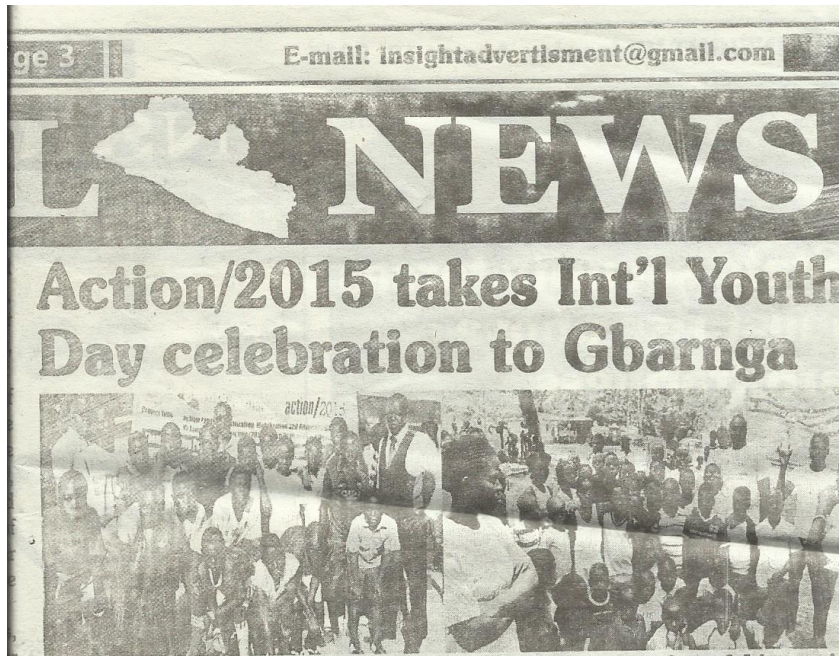 ge 3
E-mail: insightadvertisment@gmail.com
L NEWS
Action/2015 takes Int'l Youth
Day celebration to Gbarnga
action/2015